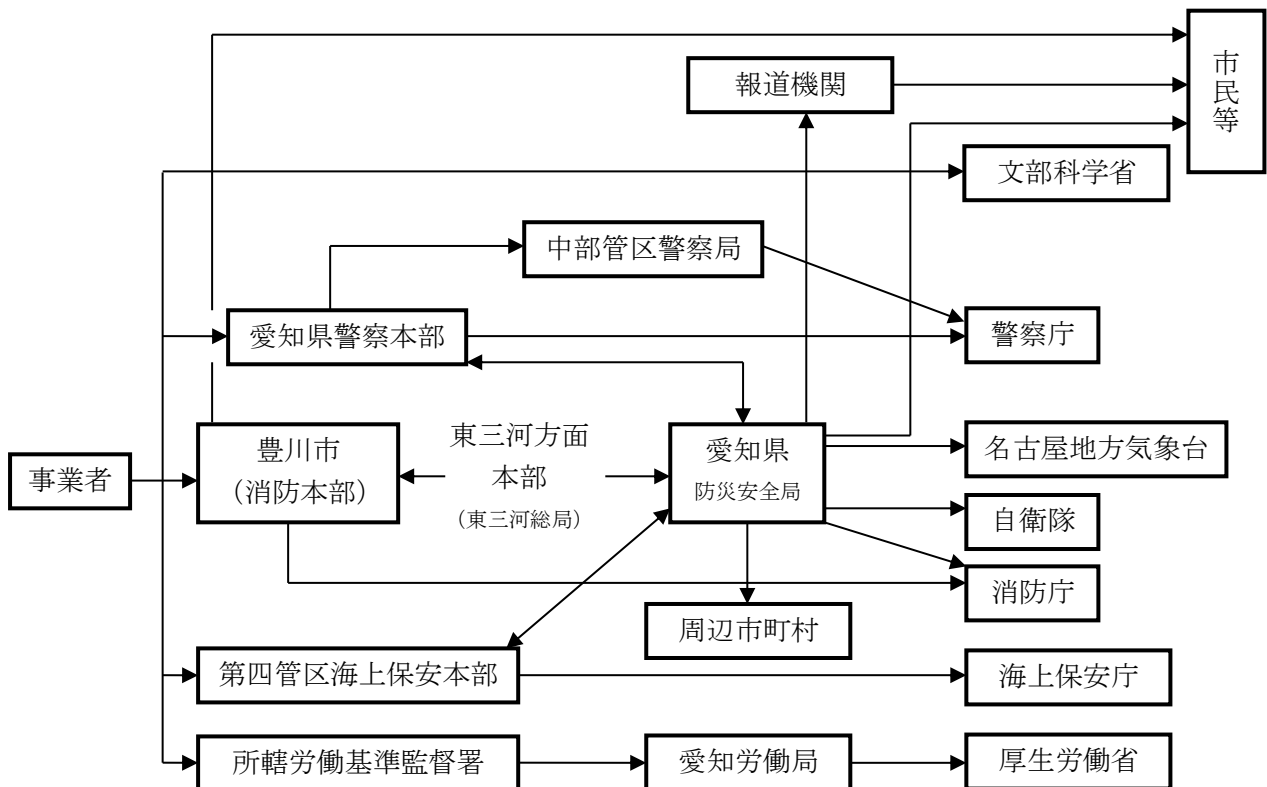 市民等
報道機関
文部科学省
中部管区警察局
愛知県警察本部
警察庁
東三河方面
本部
（東三河総局）
豊川市
（消防本部）
愛知県
防災安全局
名古屋地方気象台
事業者
自衛隊
消防庁
周辺市町村
第四管区海上保安本部
海上保安庁
所轄労働基準監督署
愛知労働局
厚生労働省